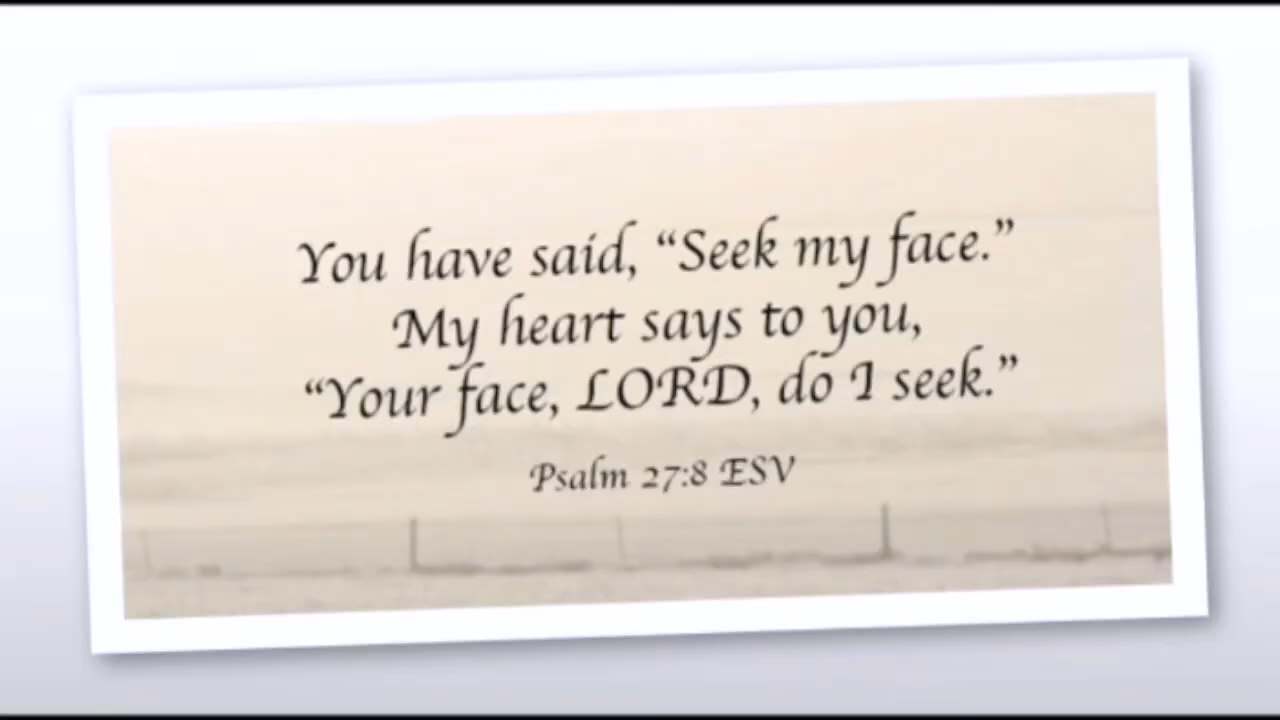 You have said, “Seek my face.”
My heart says to you,
“Your face, LORD, do I seek.”
Psalm 27:8 ESV